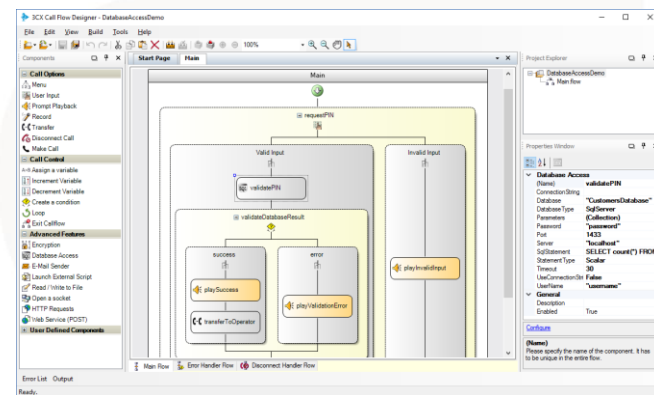 3CX Call Flow Designer - DatabaseAccessDemo
File Edit View Build Tools Help
100%
Components
Call Options
Menu
User Input
Prompt Playback
Record
Transfer
Disconnect Call
Make Call
Call Control
Assign a variable
Increment Variable
Decrement Variable
Create a condition
Loop
Exit Callflow
Advanced Features
Encryption
Database Access
E-Mail Sender
Launch External Script
Read / Write to File
Open a socket
HTTP Requests
Web Service (POST)
User Defined Components
Start Page Main
Main
requestPIN
Valid Input
Invalid Input
validatePIN
validateDatabaseResult
success
error
playSuccess
playValidationError
playInvalidInput
transferToOperator
Main Flow Error Handler Flow Disconnect Handler Flow
Project Explorer
DatabaseAccessDemo
Main flow
Properties Window
Database Access
(Name) validatePIN
ConnectionString
Database "CustomersDatabase"
DatabaseType SqlServer
Parameters (Collection)
Password "password"
Port 1433
Server "localhost"
SqlStatement SELECT count(*) FROM
StatementType Scalar
Timeout 30
UseConnectionStri False
UserName "username"
General
Description
Enabled True
Configure
(Name)
Please specify the name of the component. It has
to be unique in the entire flow.
Error List Output
Ready.